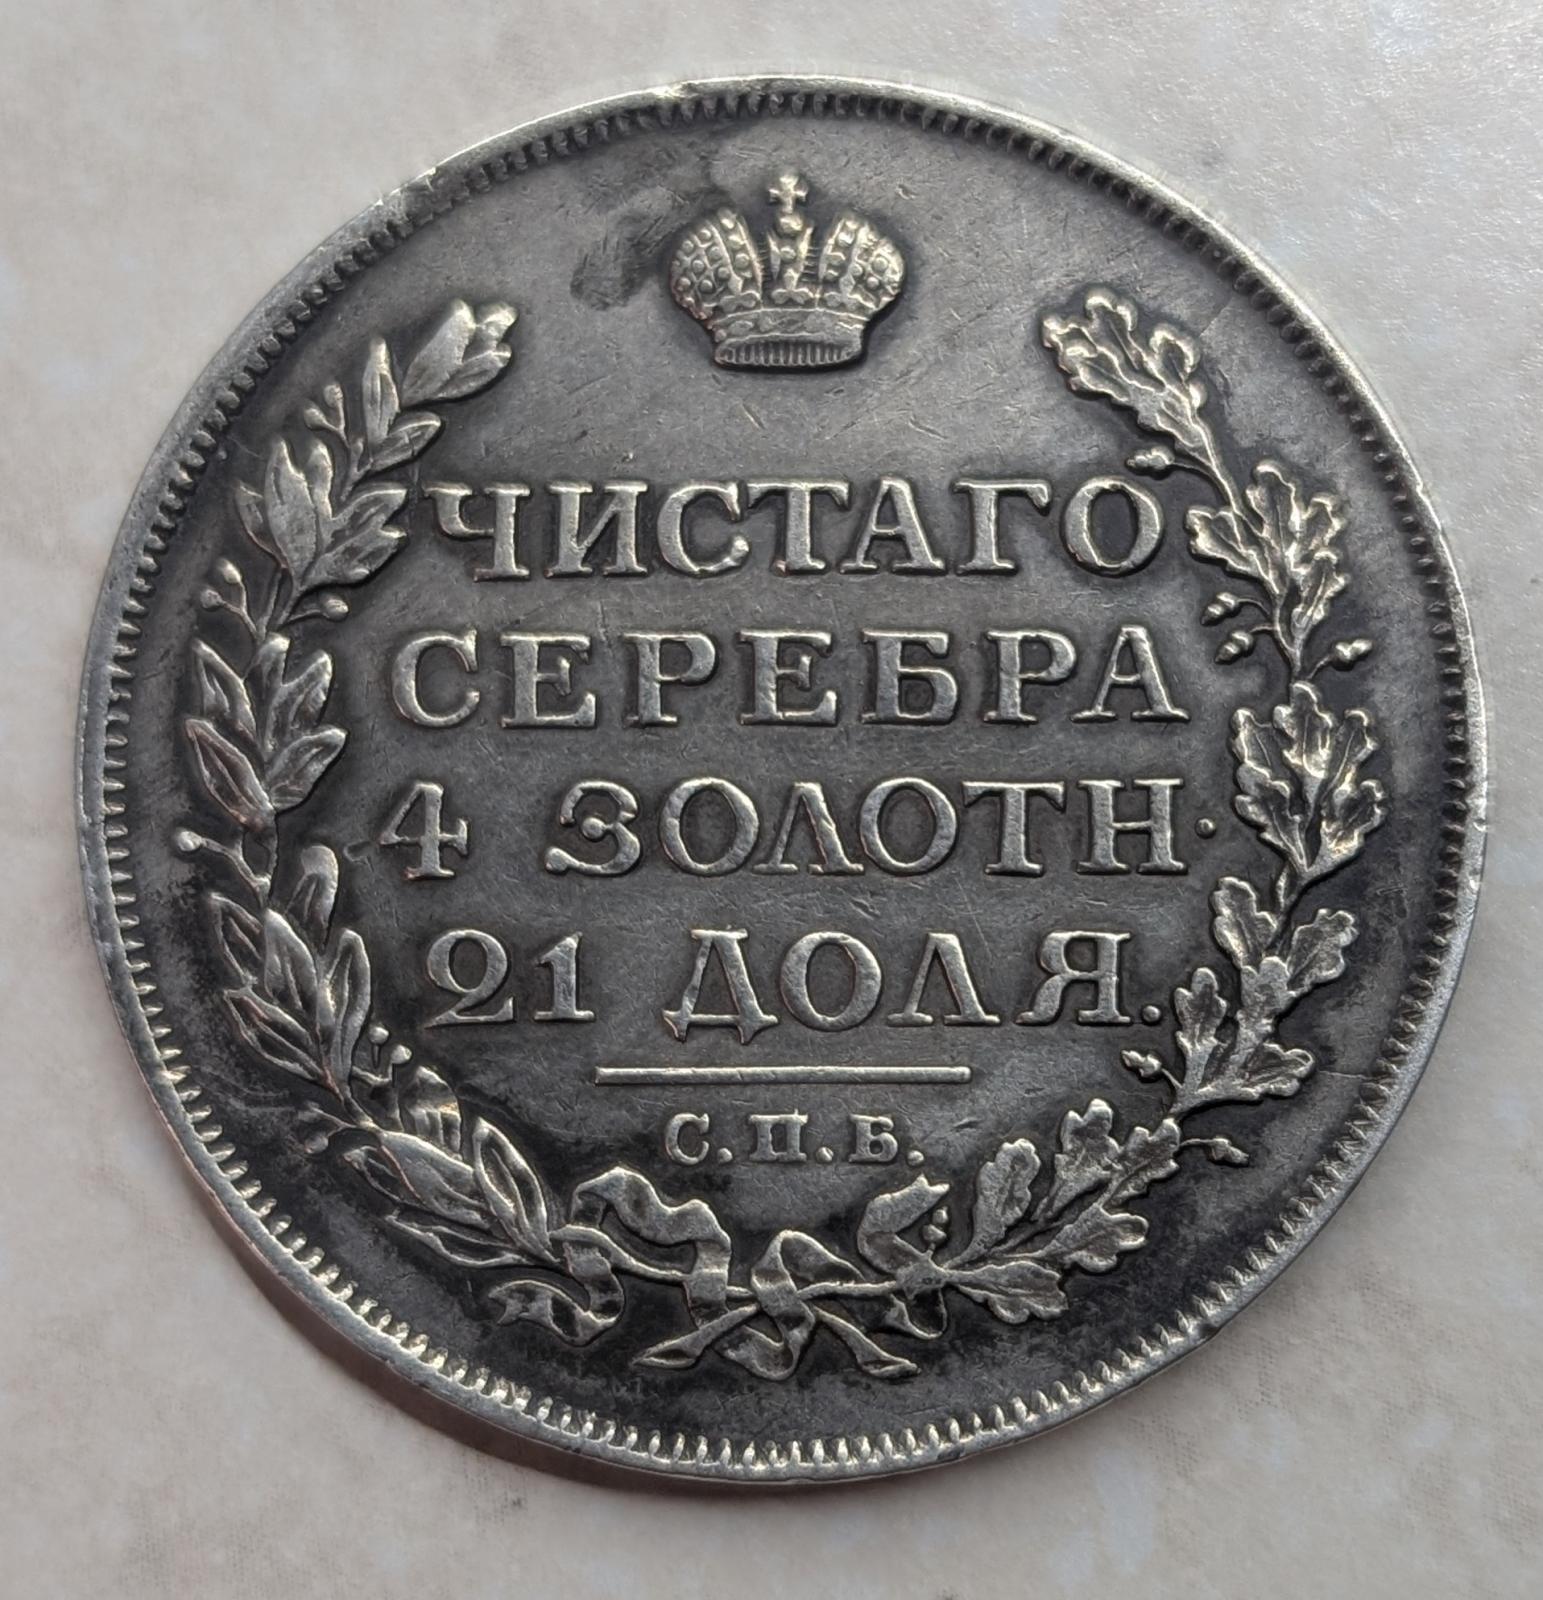 ЧИСТАГО
СЕРЕБРА
4 ЗОЛОТН·
21 ДОЛЯ.
С.П.Б.